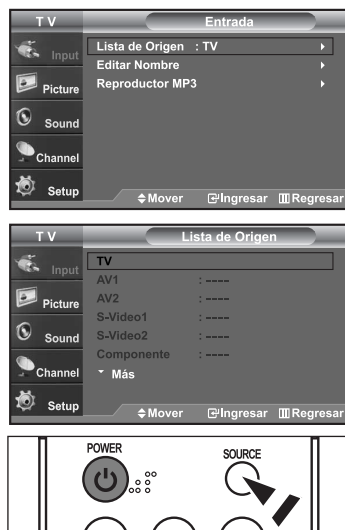 T V Entrada
Input
Lista de Origen : TV
Editar Nombre
Picture
Reproductor MP3
Sound
Channel
Setup
Mover Ingresar Regresar
T V Lista de Origen
Input
TV
AV1 : ----
AV2 : ----
Picture
S-Video1 : ----
Sound
S-Video2 : ----
Componente : ----
Channel
Más
Setup
Mover Ingresar Regresar
POWER SOURCE